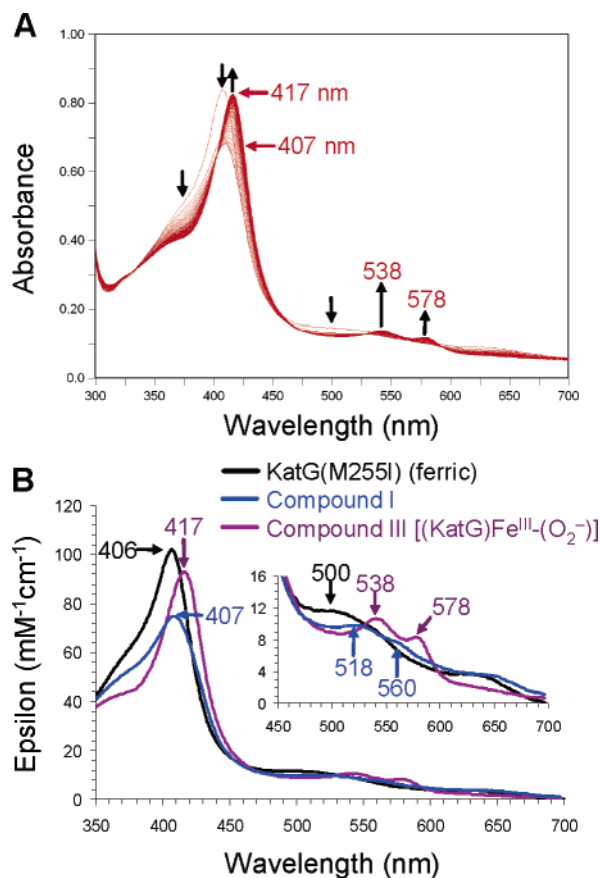 A
1.00
0.80
0.60
0.40
0.20
0.0
Absorbance
417 nm
407 nm
538
578
300 350 400 450 500 550 600 650 700
Wavelength (nm)
B
KatG(M255I) (ferric)
Compound I
Compound III [(KatG)Fe^III-(O₂⁻)]
120
100
80
60
40
20
0
Epsilon (mM⁻¹cm⁻¹)
406
417
407
16
12
8
4
0
500
538
578
518
560
450 500 550 600 650 700
350 400 450 500 550 600 650 700
Wavelength (nm)